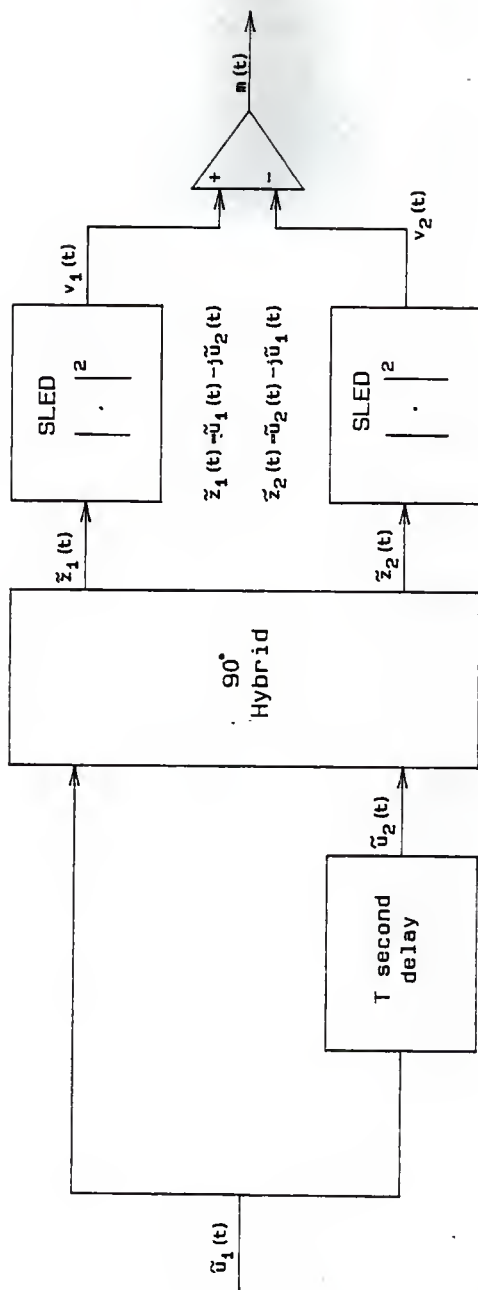 ũ₁(t)
T second
delay
ũ₂(t)
90°
Hybrid
z̃₁(t)
z̃₂(t)
SLED
| . |²
z̃₁(t)=ũ₁(t)-jũ₂(t)
z̃₂(t)=ũ₂(t)-jũ₁(t)
SLED
| . |²
v₁(t)
v₂(t)
+
-
m(t)